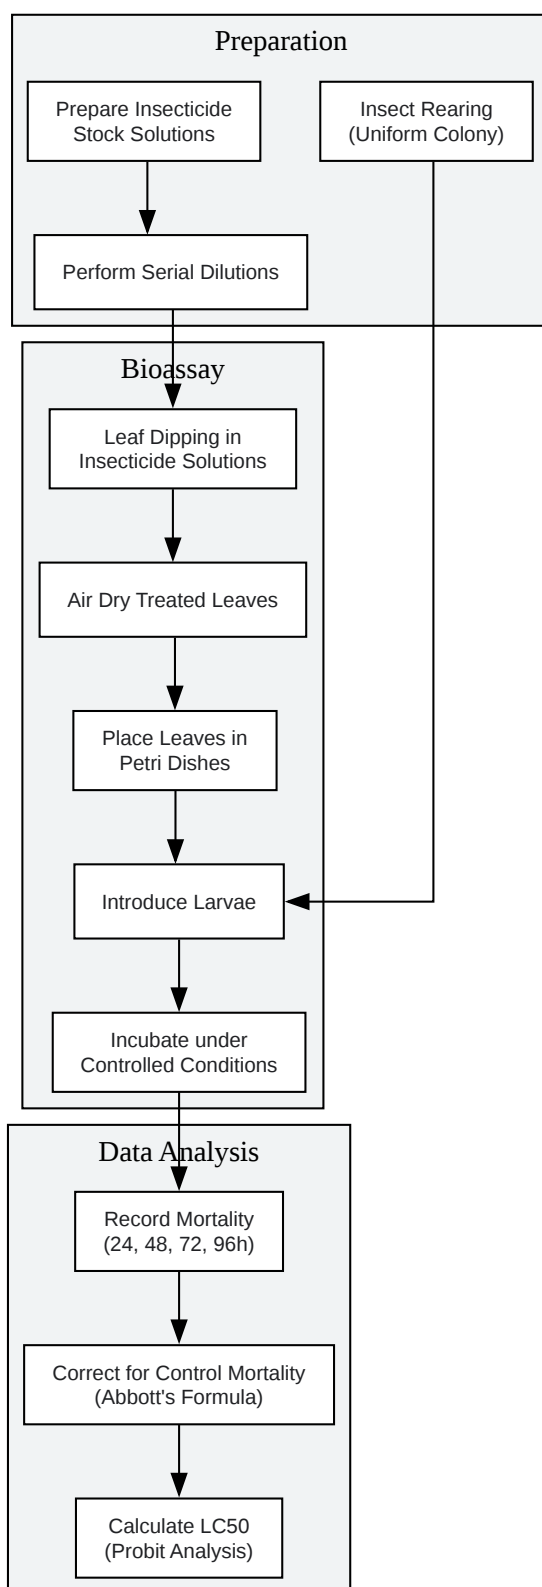 Preparation
Prepare Insecticide
Stock Solutions
Insect Rearing
(Uniform Colony)
Perform Serial Dilutions
Bioassay
Leaf Dipping in
Insecticide Solutions
Air Dry Treated Leaves
Place Leaves in
Petri Dishes
Introduce Larvae
Incubate under
Controlled Conditions
Data Analysis
Record Mortality
(24, 48, 72, 96h)
Correct for Control Mortality
(Abbott's Formula)
Calculate LC50
(Probit Analysis)